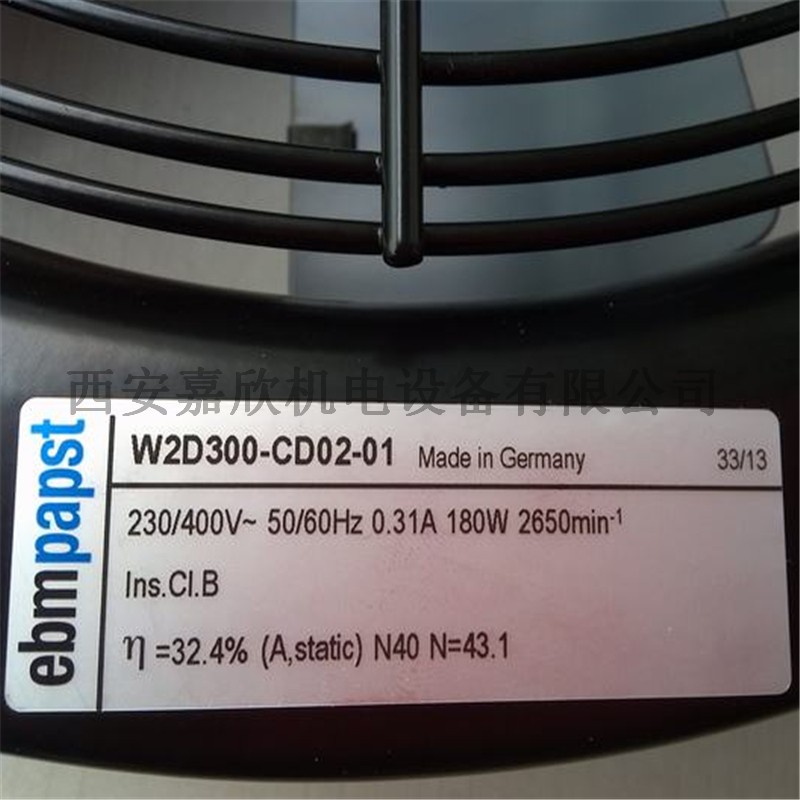 西安嘉欣机电设备有限公司
ebmpapst
W2D300-CD02-01 Made in Germany 33/13
230/400V~ 50/60Hz 0.31A 180W 2650min-1
Ins.Cl.B
η =32.4% (A,static) N40 N=43.1